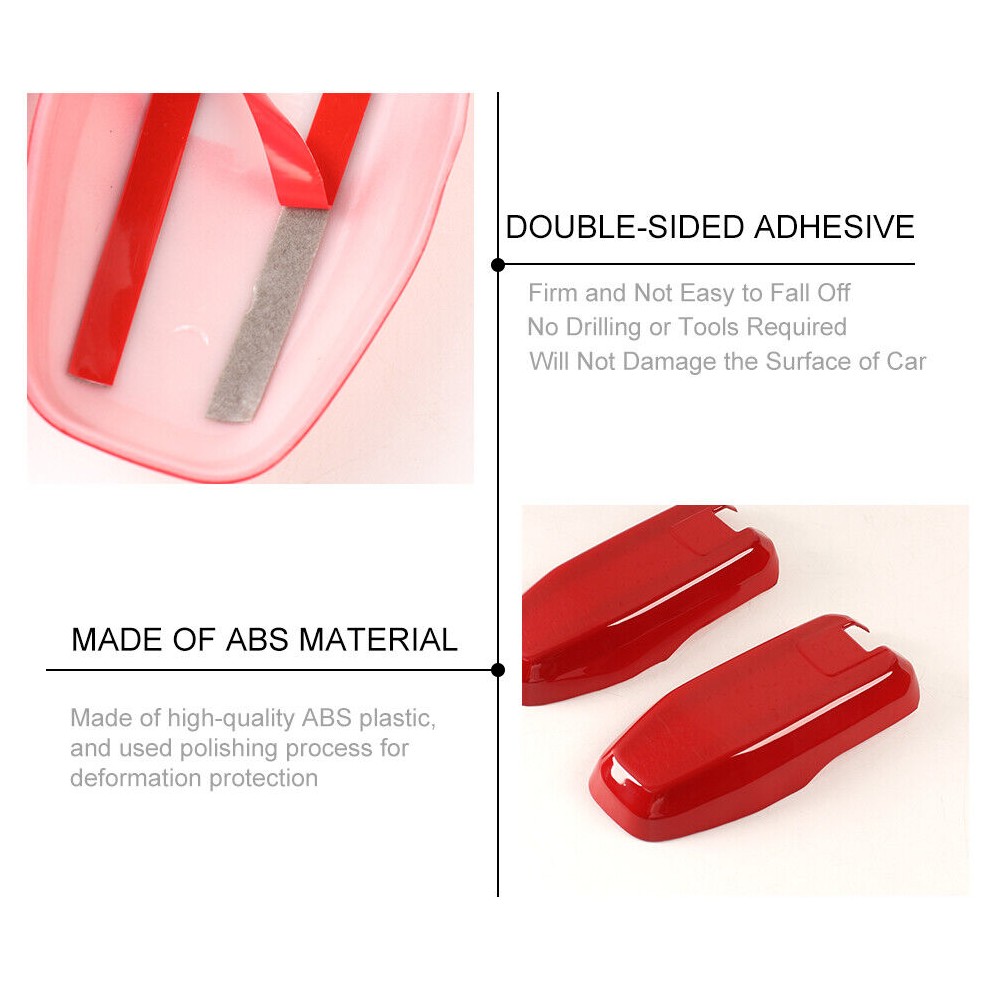 DOUBLE-SIDED ADHESIVE
Firm and Not Easy to Fall Off
No Drilling or Tools Required
Will Not Damage the Surface of Car
MADE OF ABS MATERIAL
Made of high-quality ABS plastic,
and used polishing process for
deformation protection